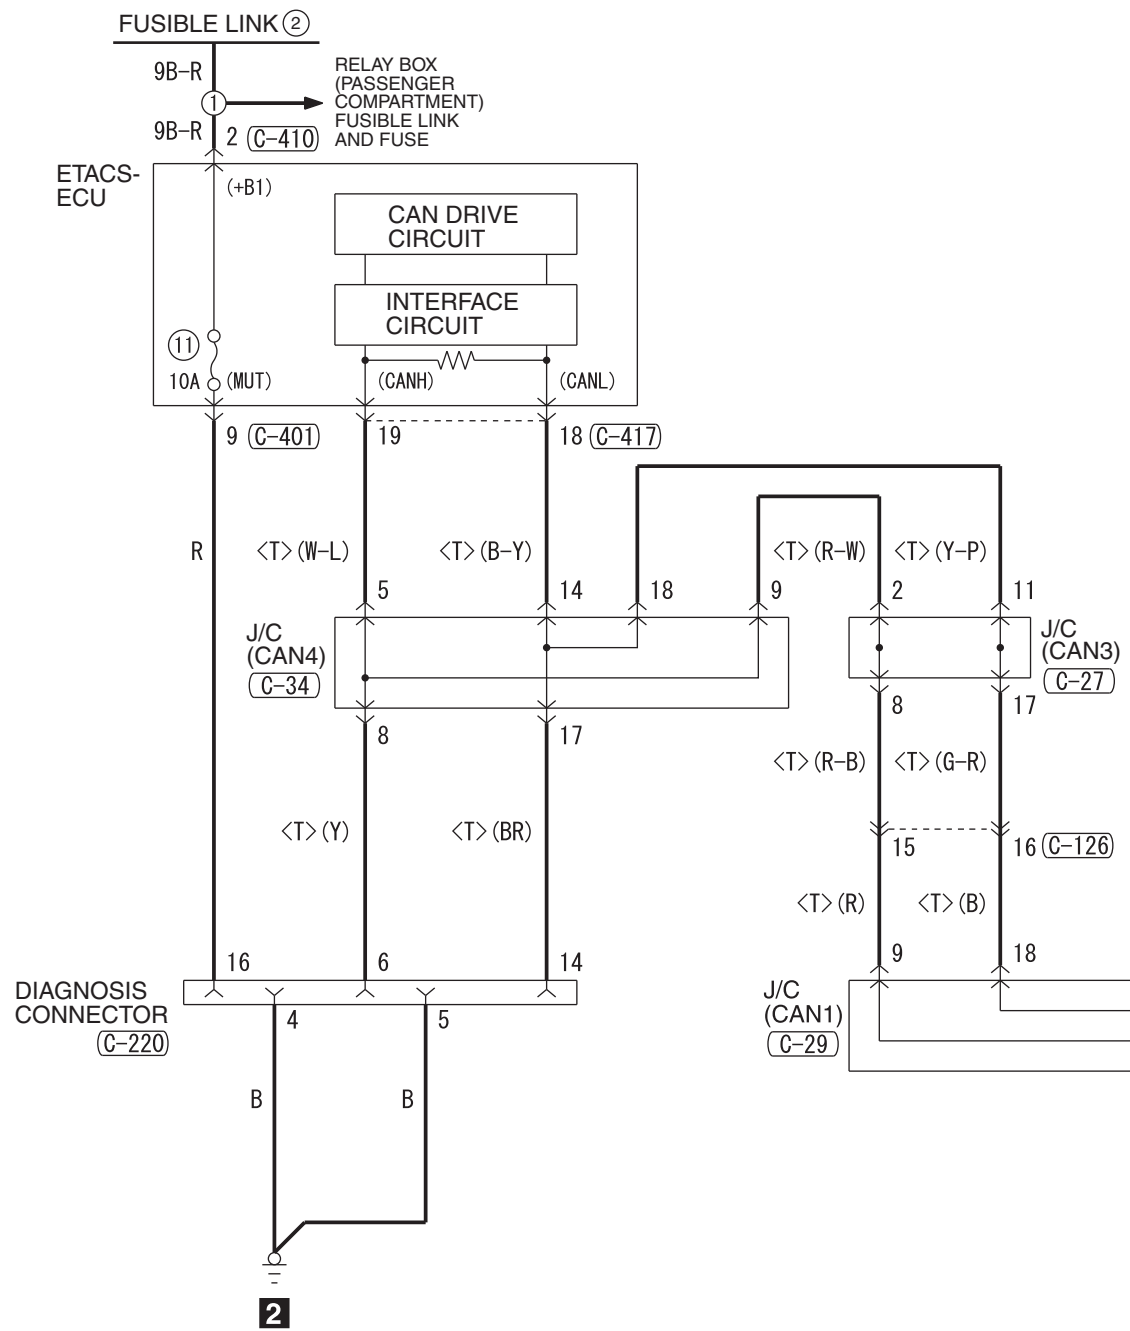 FUSIBLE LINK 2
9B-R
1
RELAY BOX
(PASSENGER
COMPARTMENT)
FUSIBLE LINK
AND FUSE
9B-R
2 C-410
ETACS-
ECU
(+B1)
CAN DRIVE
CIRCUIT
INTERFACE
CIRCUIT
11
10A (MUT)
(CANH)
(CANL)
9 C-401
19
18 C-417
R
<T>(W-L)
<T>(B-Y)
<T>(R-W)
<T>(Y-P)
5
14
18
9
2
11
J/C
(CAN4)
C-34
J/C
(CAN3)
C-27
8
17
8
17
<T>(R-B)
<T>(G-R)
<T>(Y)
<T>(BR)
15
16 C-126
<T>(R)
<T>(B)
16
6
14
9
18
DIAGNOSIS
CONNECTOR
C-220
4
5
J/C
(CAN1)
C-29
B
B
2